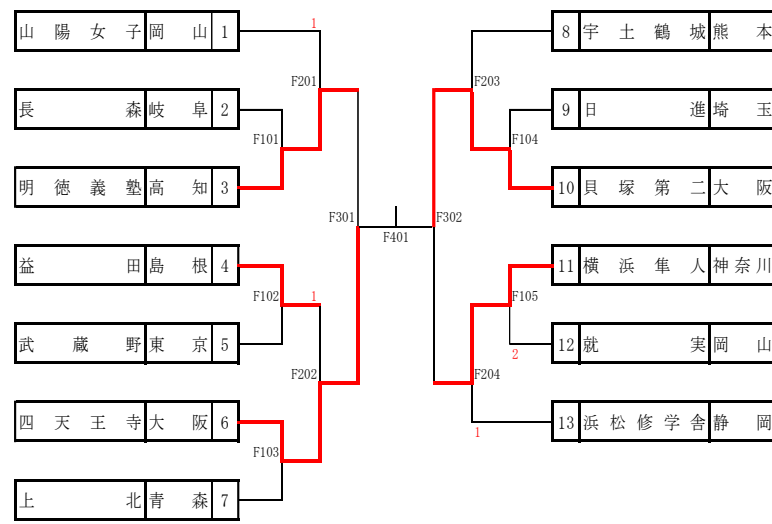 山陽女子 岡山 1
1
8 宇土鶴城 熊本
F201
F203
長森 岐阜 2
9 日進 埼玉
F101
F104
明徳義塾 高知 3
10 貝塚第二 大阪
F301
F302
F401
益田 島根 4
11 横浜隼人 神奈川
F102
1
F105
武蔵野 東京 5
2
12 就実 岡山
F202
F204
四天王寺 大阪 6
1
13 浜松修学舎 静岡
F103
上北 青森 7